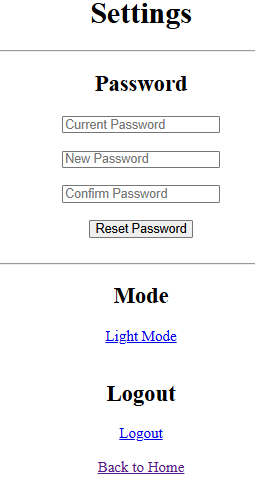 Settings
Password
Current Password
New Password
Confirm Password
Reset Password
Mode
Light Mode
Logout
Logout
Back to Home